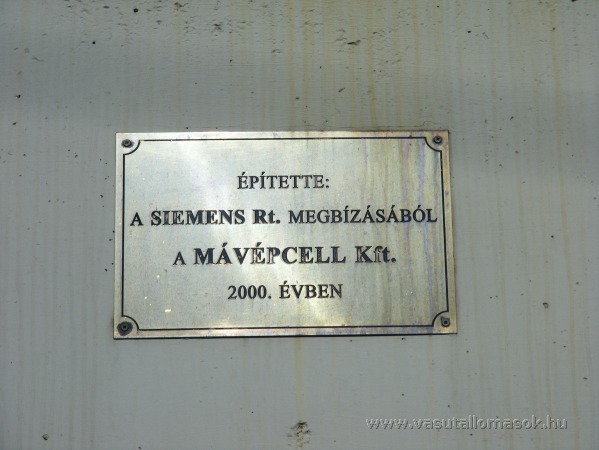 ÉPÍTETTE:
A SIEMENS Rt. MEGBÍZÁSÁBÓL
A MÁVÉPCELL Kft.
2000. ÉVBEN
www.vasutallomasok.hu